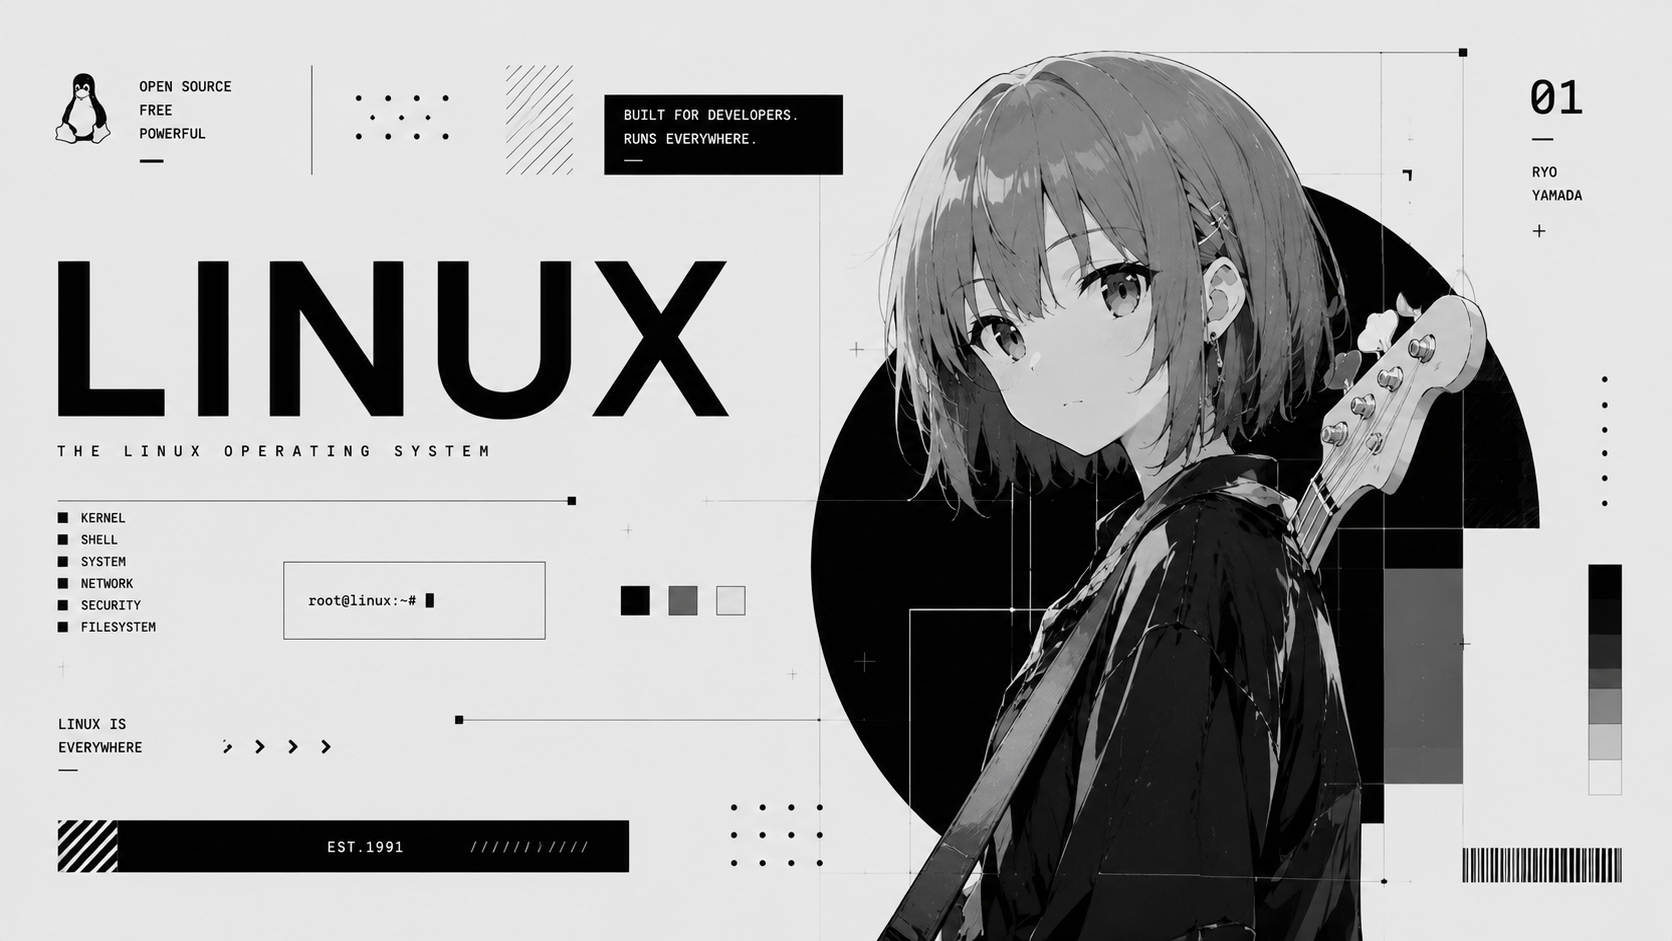 OPEN SOURCE
FREE
POWERFUL
BUILT FOR DEVELOPERS.
RUNS EVERYWHERE.
01
RYO
YAMADA
LINUX
THE LINUX OPERATING SYSTEM
KERNEL
SHELL
SYSTEM
NETWORK
SECURITY
FILESYSTEM
root@linux:~#
LINUX IS
EVERYWHERE
EST.1991